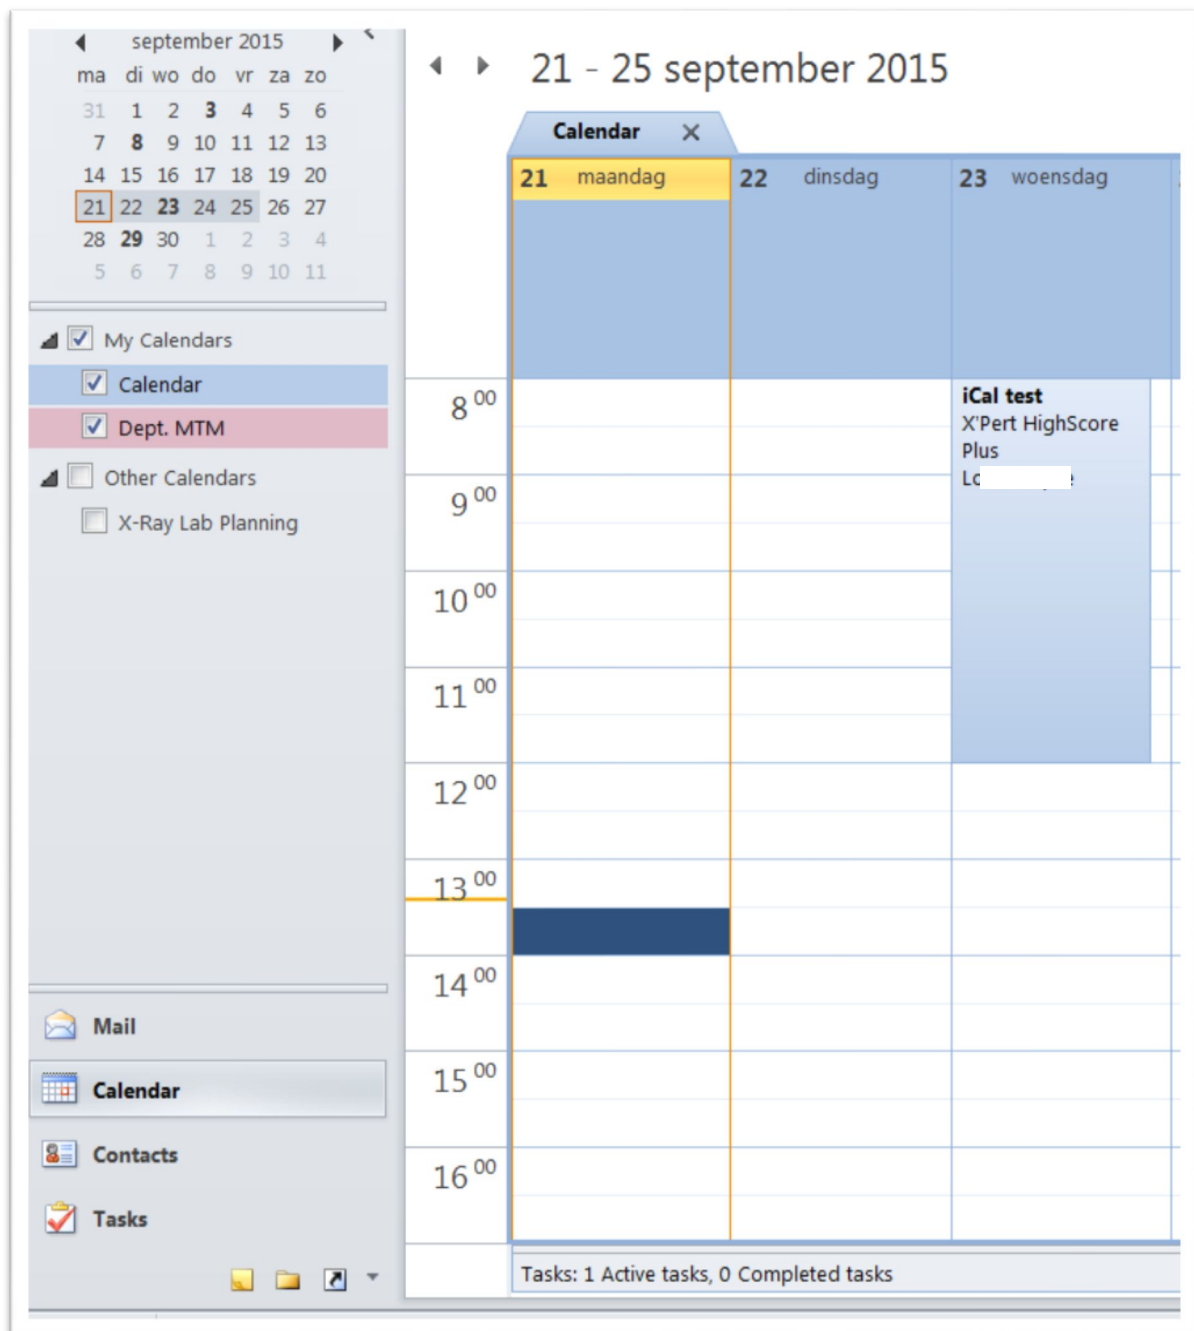 september 2015
ma di wo do vr za zo
31 1 2 3 4 5 6
7 8 9 10 11 12 13
14 15 16 17 18 19 20
21 22 23 24 25 26 27
28 29 30 1 2 3 4
5 6 7 8 9 10 11
My Calendars
Calendar
Dept. MTM
Other Calendars
X-Ray Lab Planning
Mail
Calendar
Contacts
Tasks
21 - 25 september 2015
Calendar
21 maandag 22 dinsdag 23 woensdag
8 00
iCal test
X'Pert HighScore
Plus
9 00
10 00
11 00
12 00
13 00
14 00
15 00
16 00
Tasks: 1 Active tasks, 0 Completed tasks